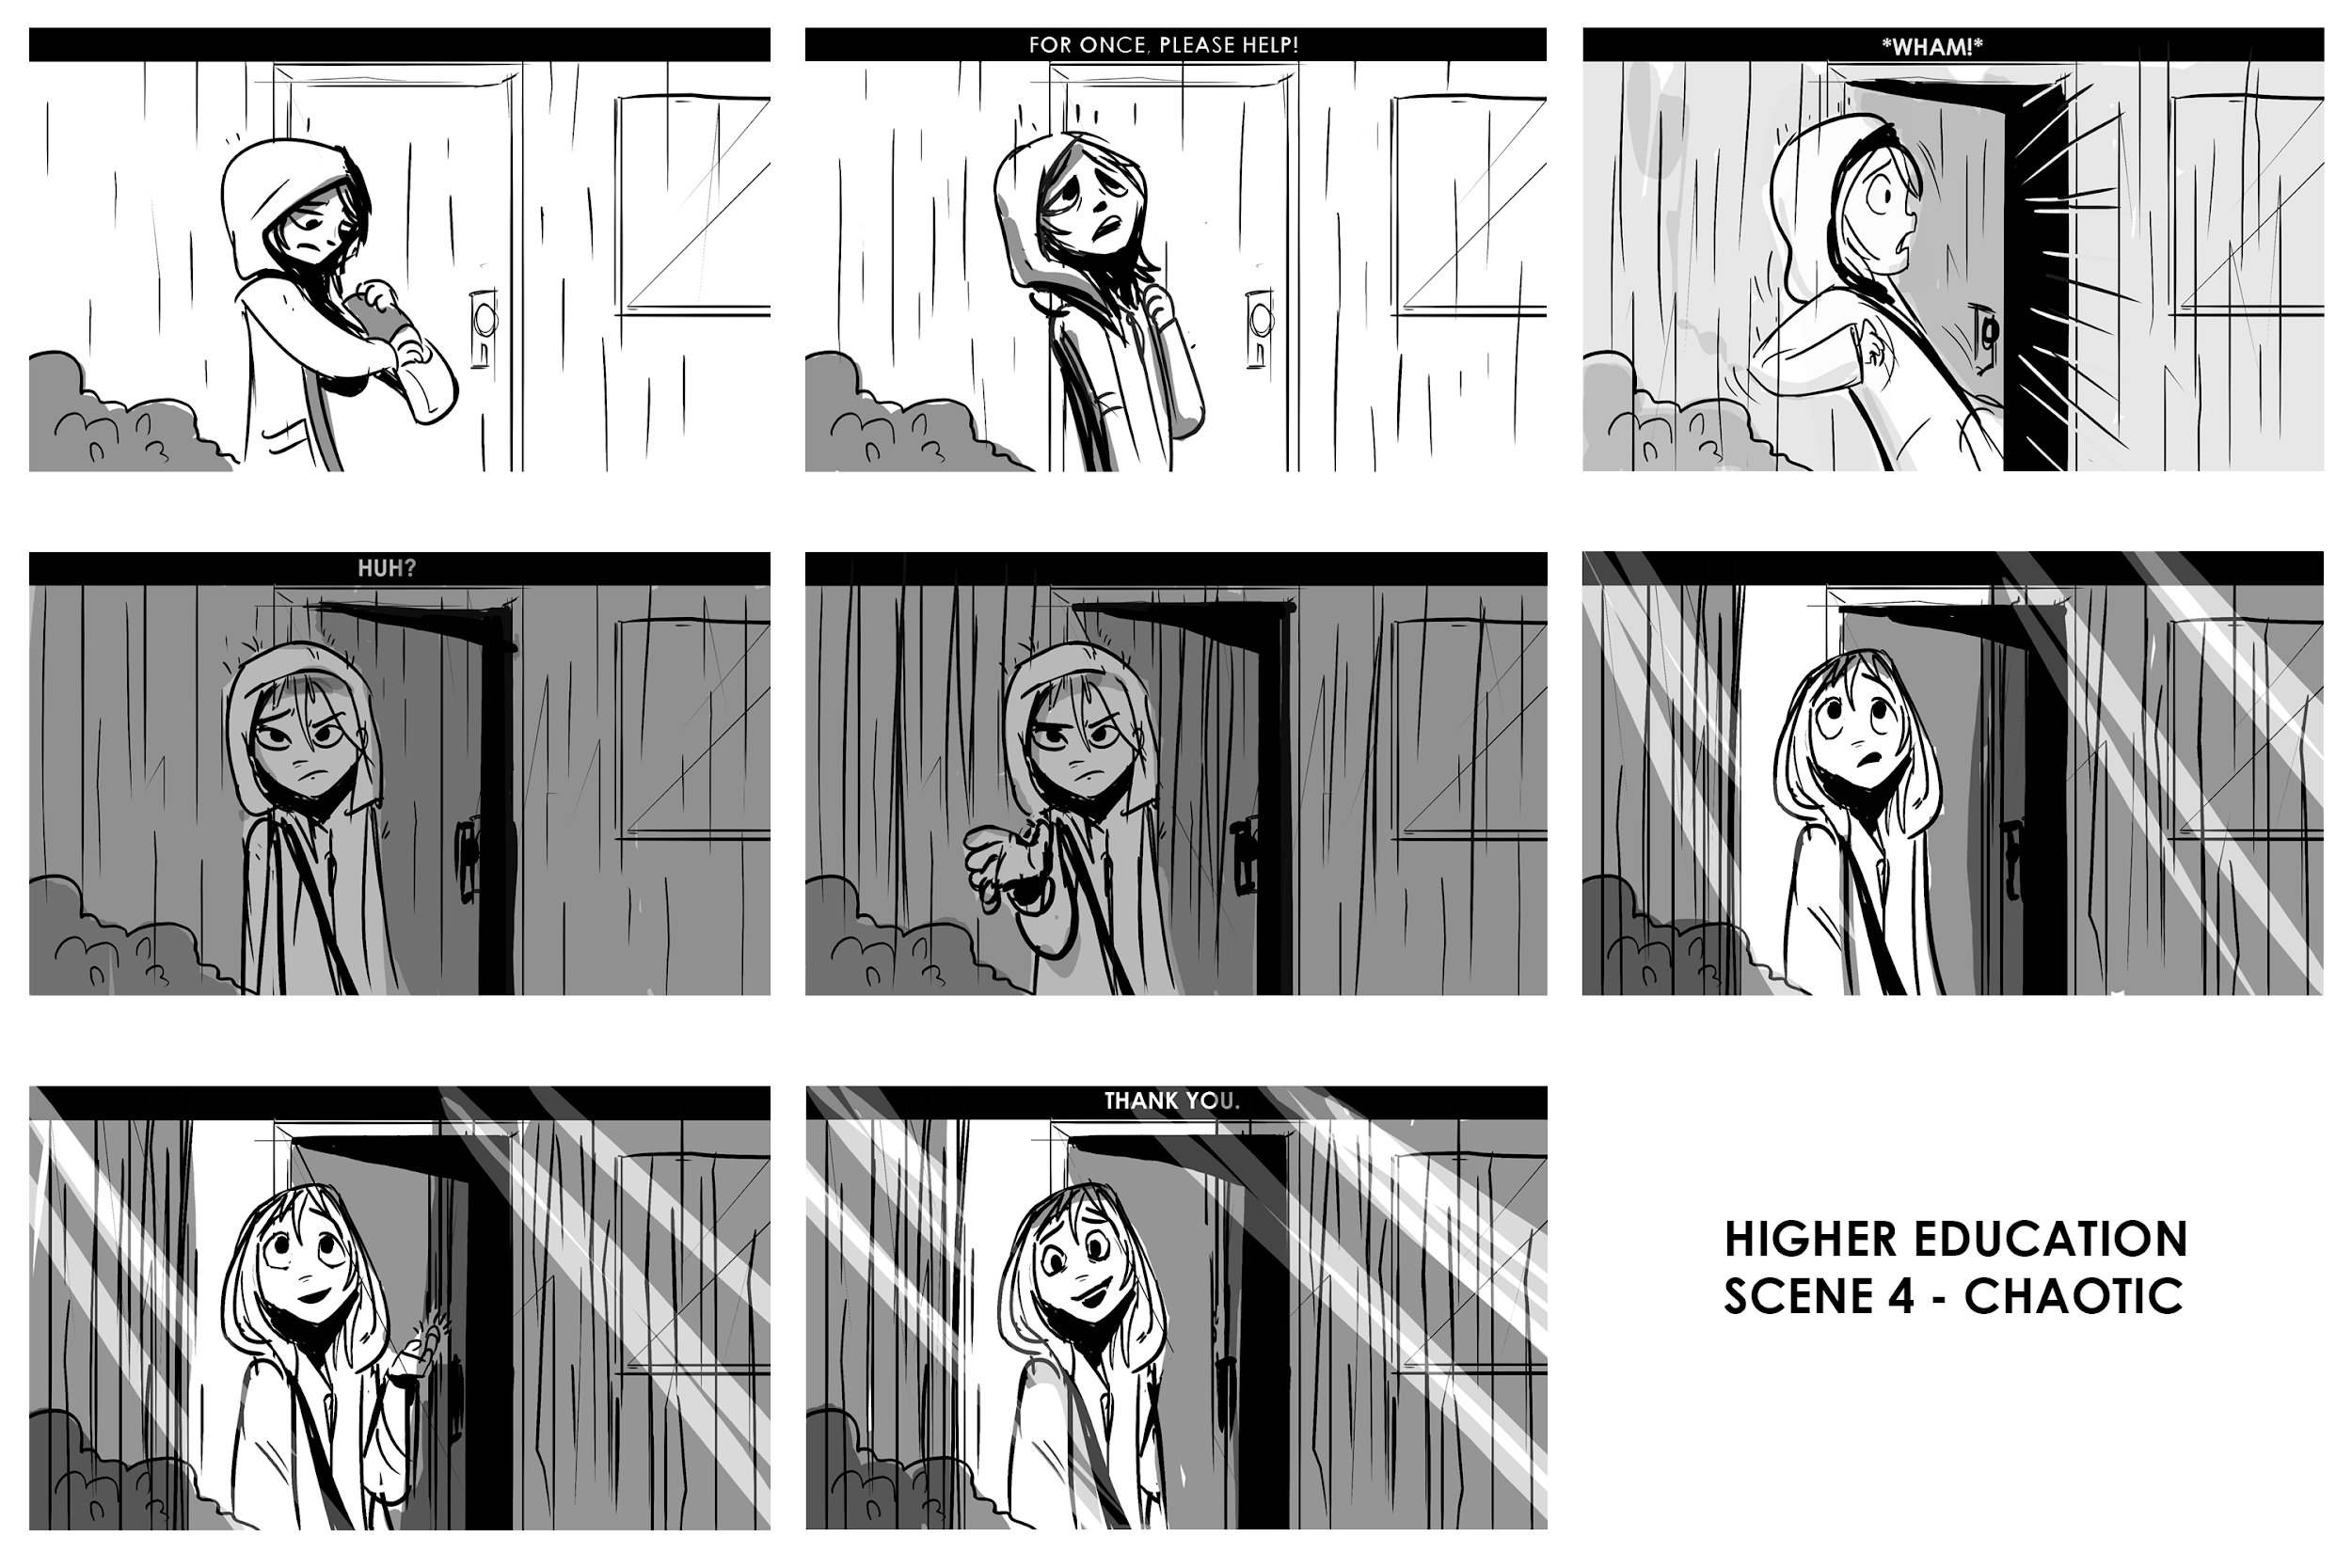 FOR ONCE, PLEASE HELP!
*WHAM!*
HUH?
THANK YOU.
HIGHER EDUCATION
SCENE 4 - CHAOTIC